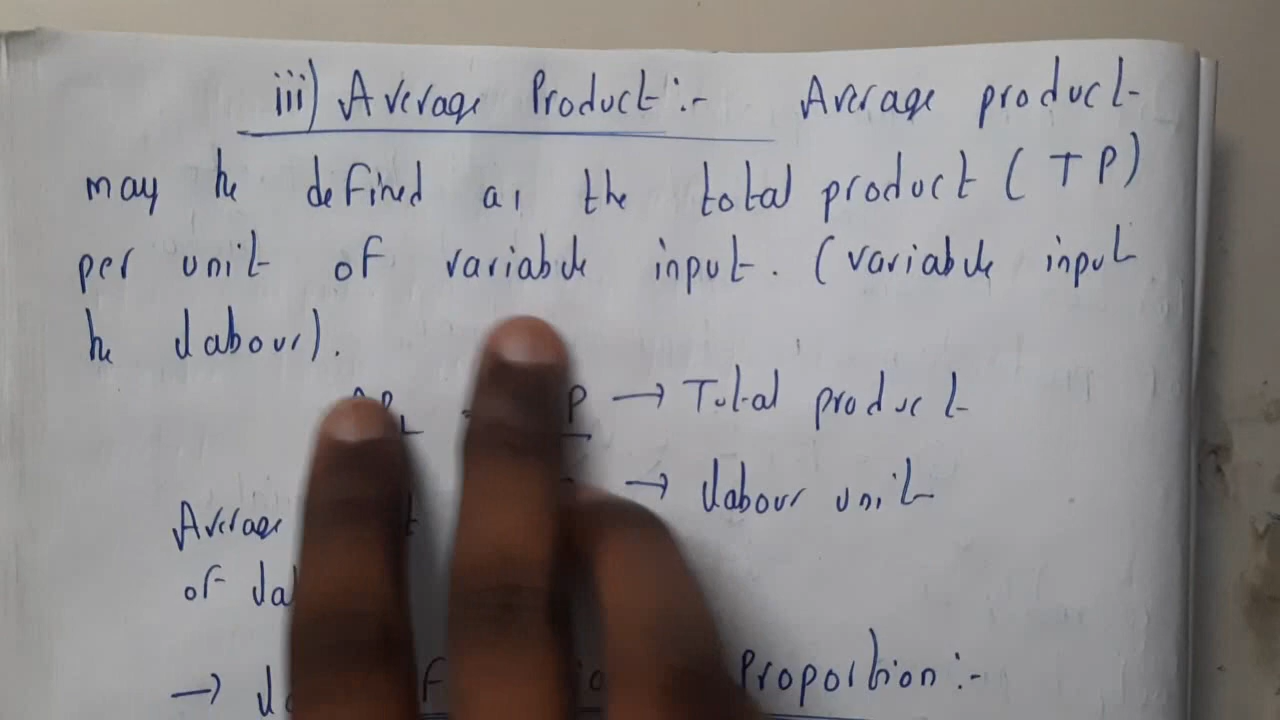 iii) Average Product :-   Average product
may be defined as the total product (TP)
per unit of variable input. (variable input
be labour).
P → Total product
→ labour unit
Average
of
→ Proportion :-